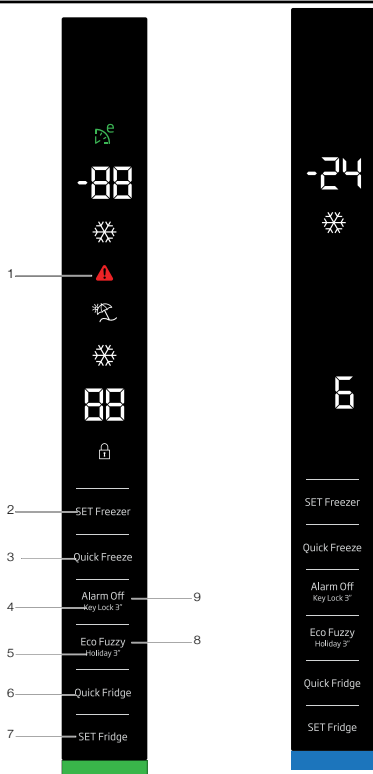 e
-88
1
88
2
SET Freezer
3
Quick Freeze
Alarm Off
9
4
Key Lock 3"
Eco Fuzzy
8
5
Holiday 3"
6
Quick Fridge
7
SET Fridge
-24
6
SET Freezer
Quick Freeze
Alarm Off
Key Lock 3"
Eco Fuzzy
Holiday 3"
Quick Fridge
SET Fridge